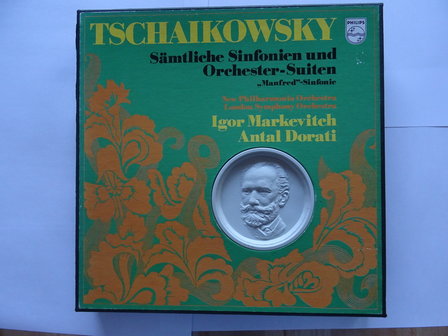 TSCHAIKOWSKY
PHILIPS
Sämtliche Sinfonien und
Orchester-Suiten
„Manfred”-Sinfonie
New Philharmonia Orchestra
London Symphony Orchestra
Igor Markevitch
Antal Dorati